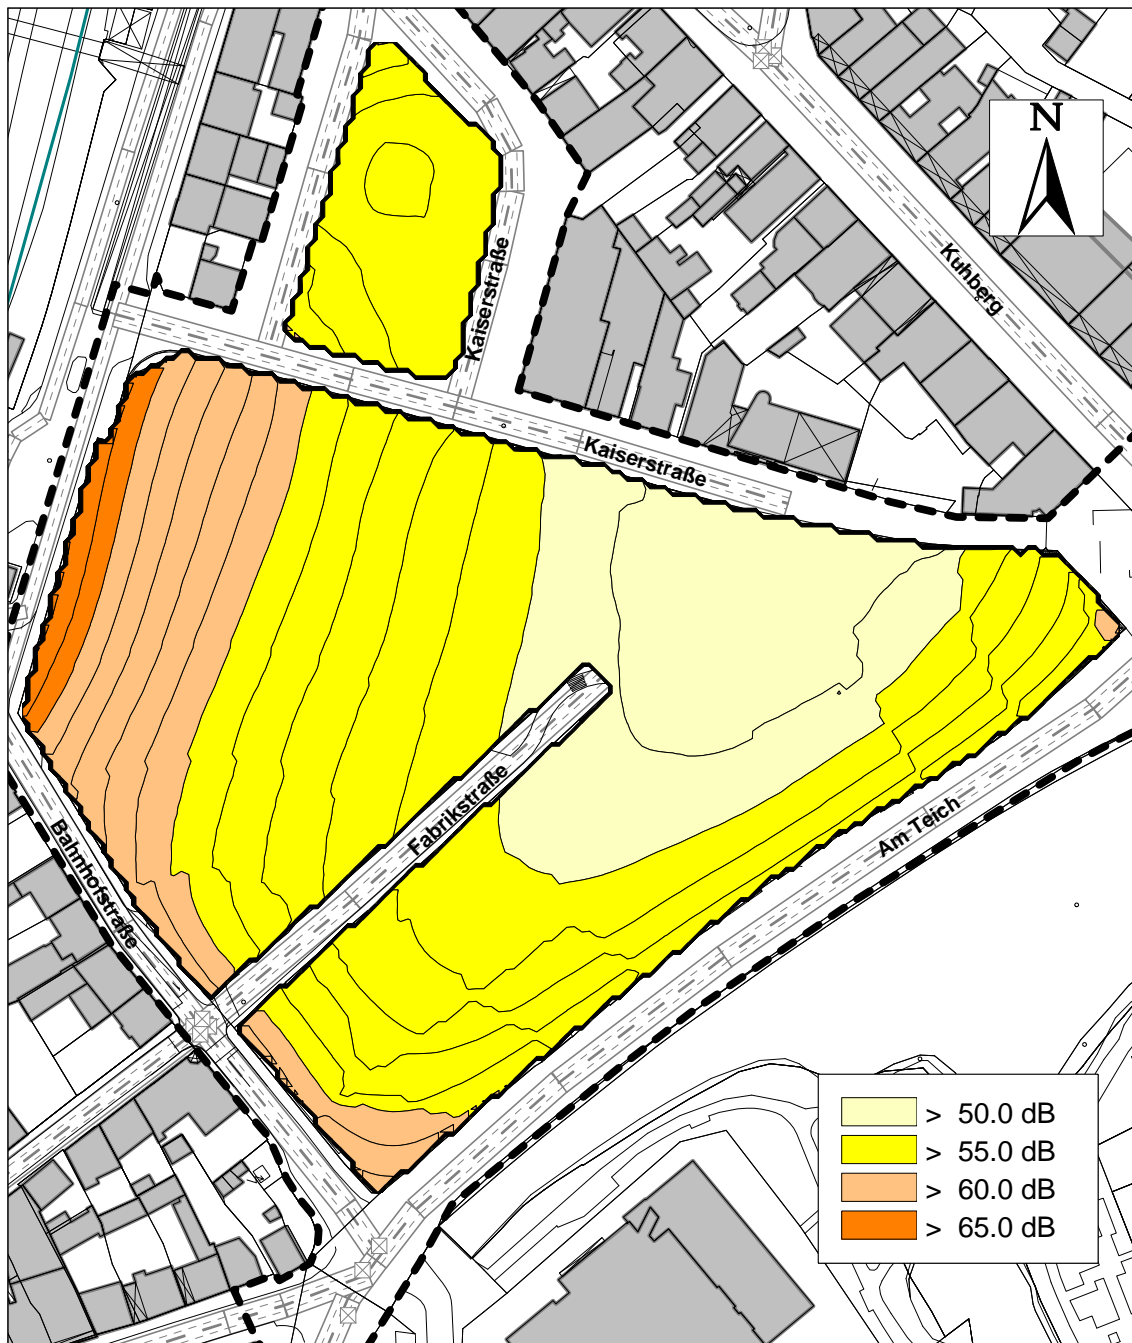 N
Kuhberg
Kaiserstraße
Kaiserstraße
Fabrikstraße
Am Teich
Bahnhofstraße
> 50.0 dB
> 55.0 dB
> 60.0 dB
> 65.0 dB